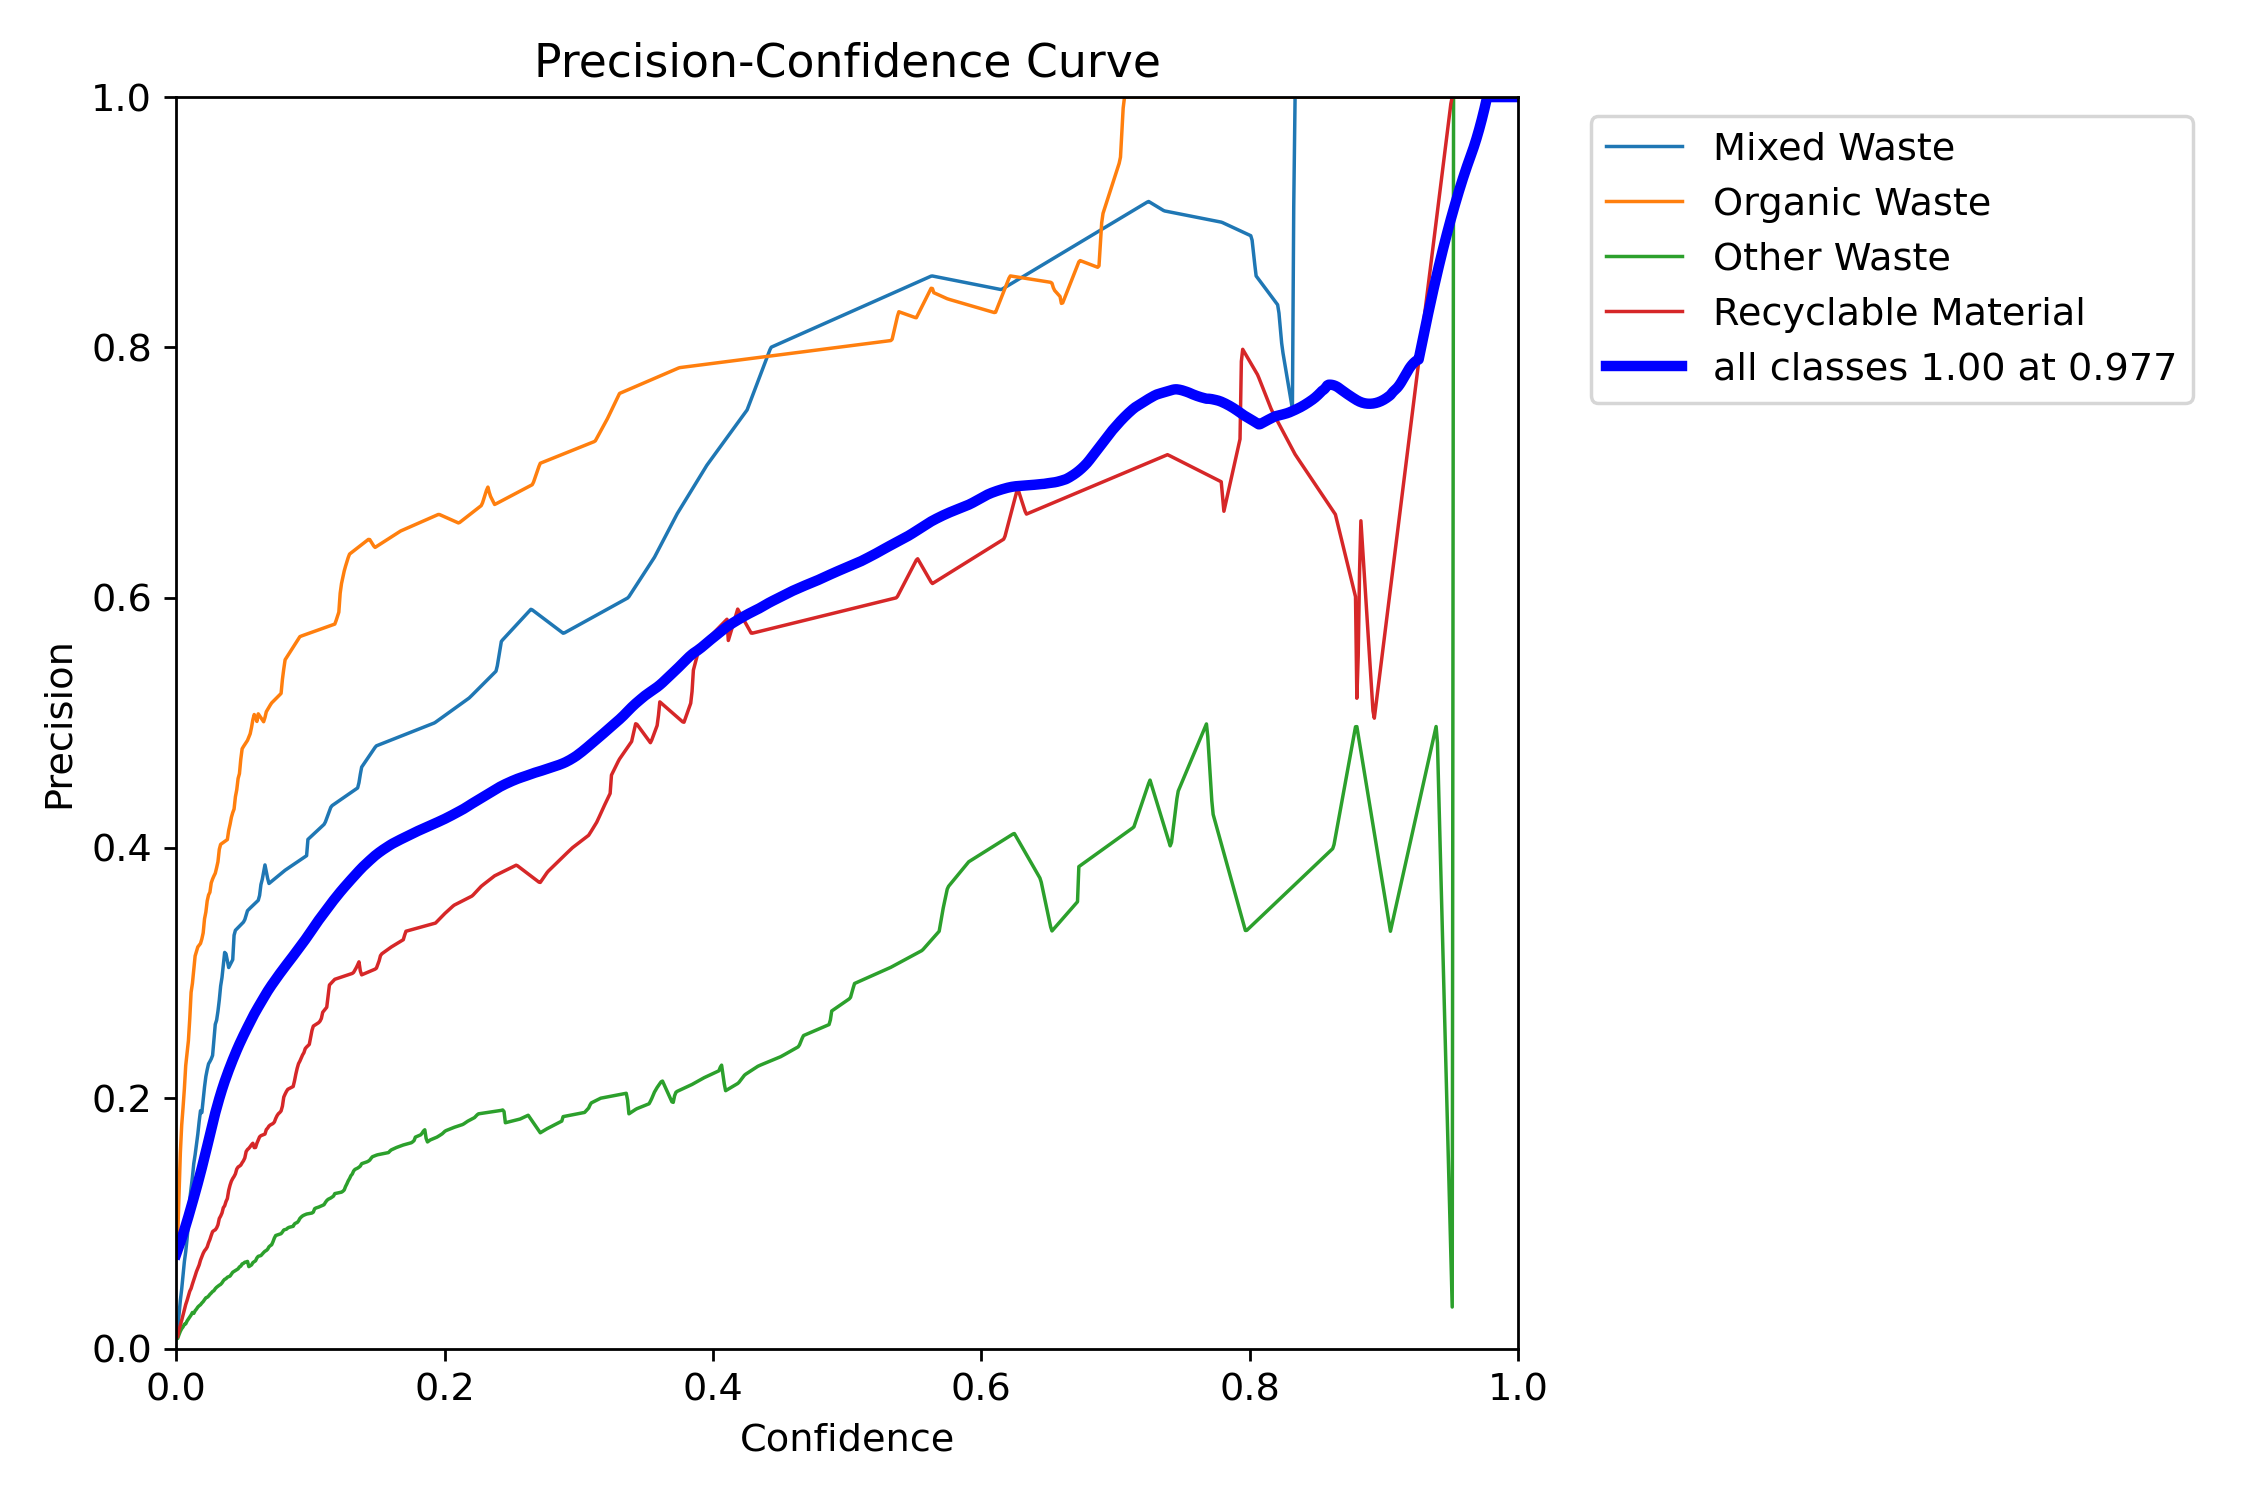 Precision-Confidence Curve
1.0
0.8
0.6
0.4
0.2
0.0
Precision
0.0 0.2 0.4 0.6 0.8 1.0
Confidence
Mixed Waste
Organic Waste
Other Waste
Recyclable Material
all classes 1.00 at 0.977